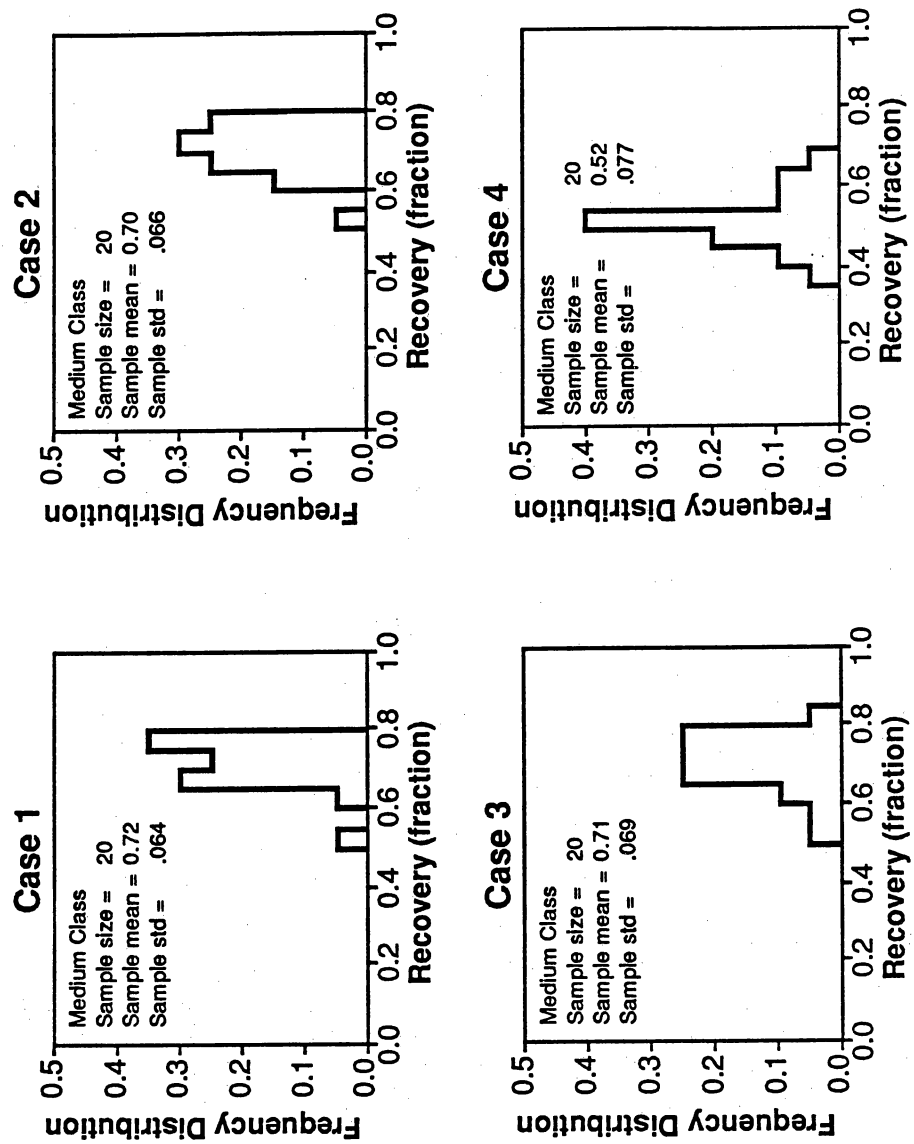 Case 1
Medium Class
Sample size = 20
Sample mean = 0.72
Sample std = .064
Frequency Distribution
0.5
0.4
0.3
0.2
0.1
0.0
0.0 0.2 0.4 0.6 0.8 1.0
Recovery (fraction)
Case 2
Medium Class
Sample size = 20
Sample mean = 0.70
Sample std = .066
Frequency Distribution
0.5
0.4
0.3
0.2
0.1
0.0
0.0 0.2 0.4 0.6 0.8 1.0
Recovery (fraction)
Case 3
Medium Class
Sample size = 20
Sample mean = 0.71
Sample std = .069
Frequency Distribution
0.5
0.4
0.3
0.2
0.1
0.0
0.0 0.2 0.4 0.6 0.8 1.0
Recovery (fraction)
Case 4
Medium Class
Sample size = 20
Sample mean = 0.52
Sample std = .077
Frequency Distribution
0.5
0.4
0.3
0.2
0.1
0.0
0.0 0.2 0.4 0.6 0.8 1.0
Recovery (fraction)